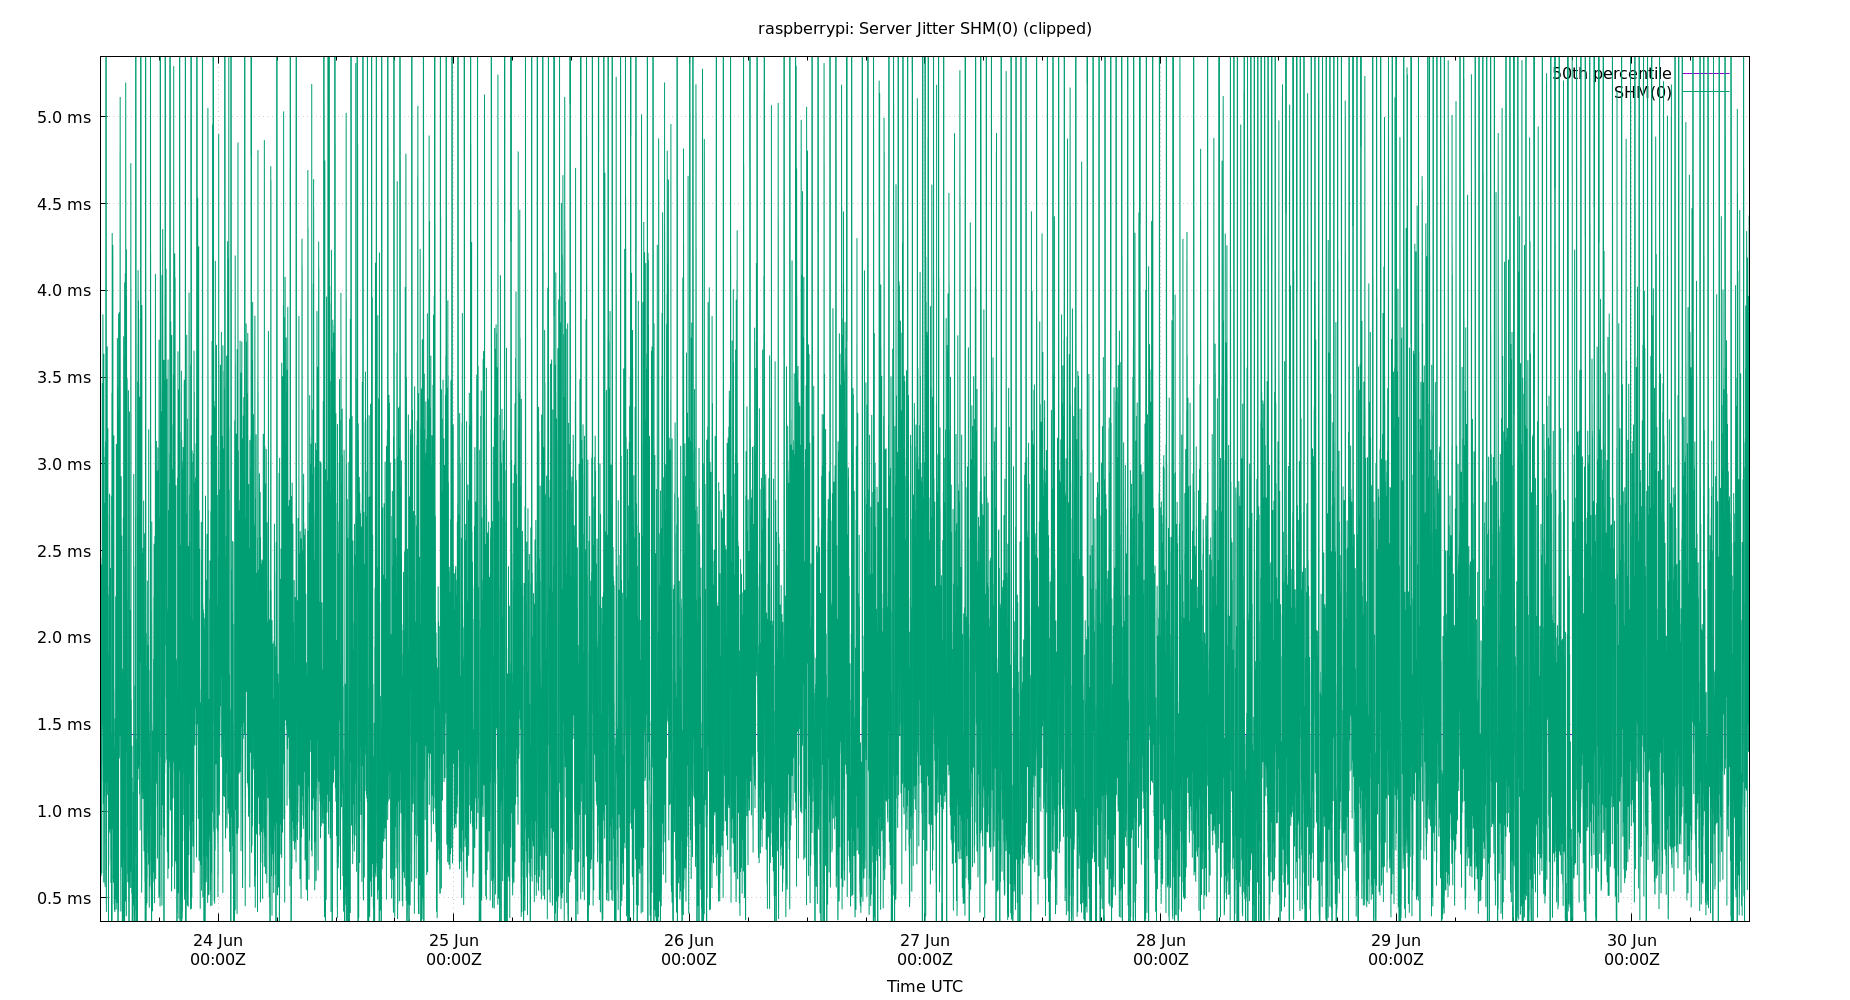 raspberrypi: Server Jitter SHM(0) (clipped)
50th percentile
SHM(0)
5.0 ms
4.5 ms
4.0 ms
3.5 ms
3.0 ms
2.5 ms
2.0 ms
1.5 ms
1.0 ms
0.5 ms
24 Jun 25 Jun 26 Jun 27 Jun 28 Jun 29 Jun 30 Jun
00:00Z 00:00Z 00:00Z 00:00Z 00:00Z 00:00Z 00:00Z
Time UTC